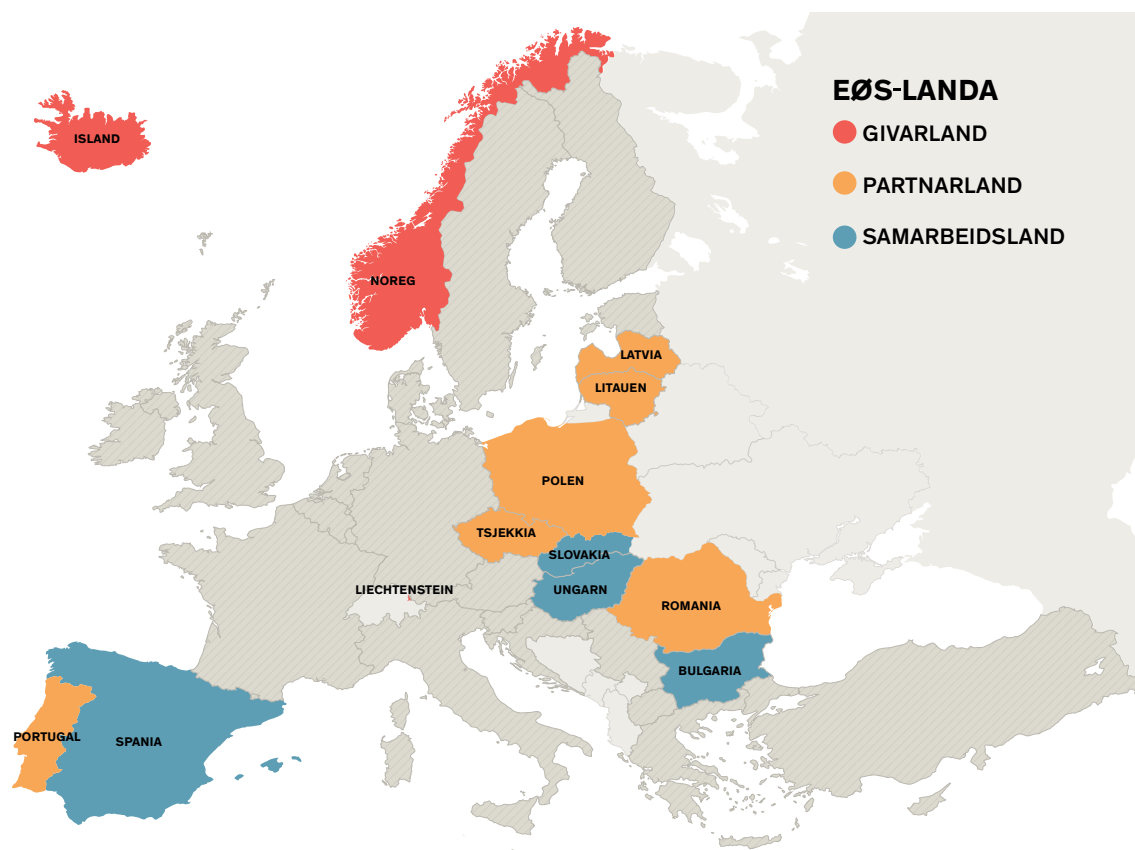 EØS-LANDA
GIVARLAND
PARTNARLAND
SAMARBEIDSLAND
ISLAND
NOREG
LATVIA
LITAUEN
POLEN
TSJEKKIA
SLOVAKIA
LIECHTENSTEIN
UNGARN
ROMANIA
BULGARIA
PORTUGAL
SPANIA